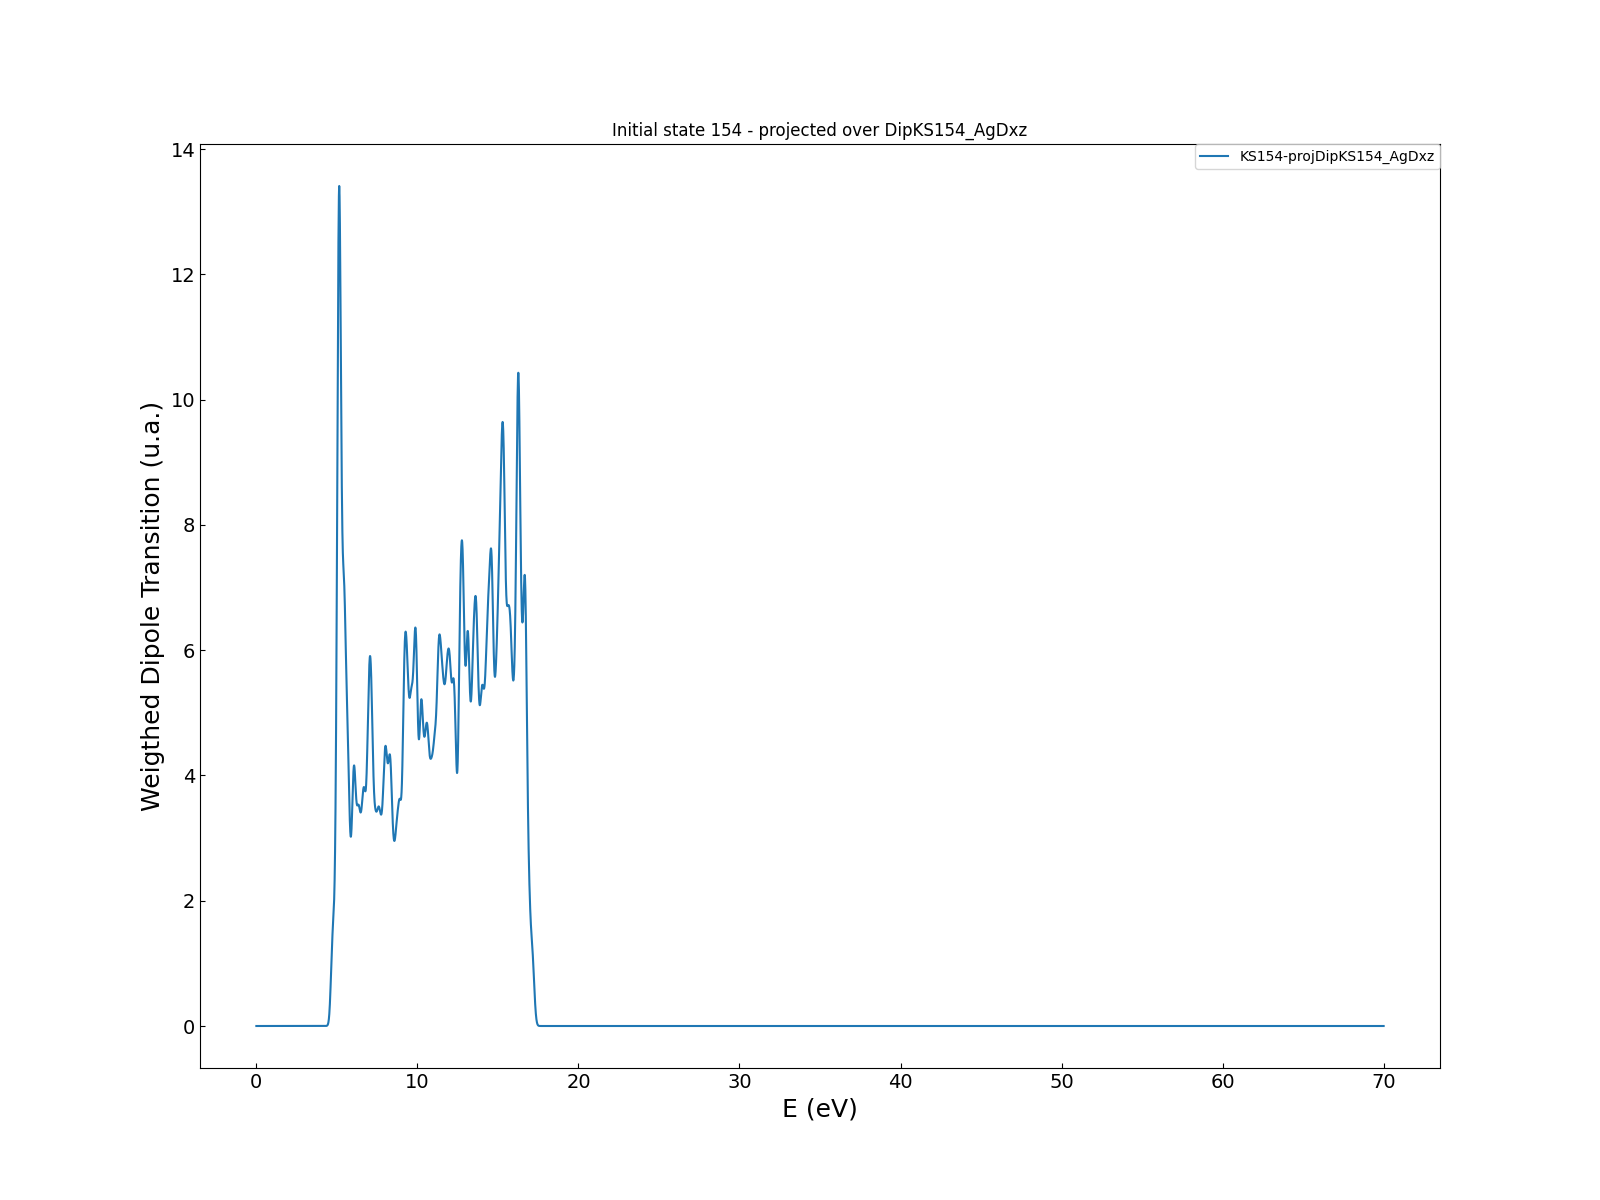 Initial state 154 - projected over DipKS154_AgDxz
KS154-projDipKS154_AgDxz
14
12
10
8
6
4
2
0
Weigthed Dipole Transition (u.a.)
0 10 20 30 40 50 60 70
E (eV)